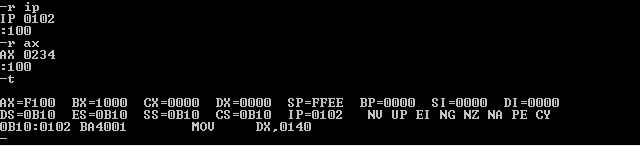 -r ip
IP 0102
:100
-r ax
AX 0234
:100
-t
AX=F100 BX=1000 CX=0000 DX=0000 SP=FFEE BP=0000 SI=0000 DI=0000
DS=0B10 ES=0B10 SS=0B10 CS=0B10 IP=0102 NV UP EI NG NZ NA PE CY
0B10:0102 BA4001 MOV DX,0140
-